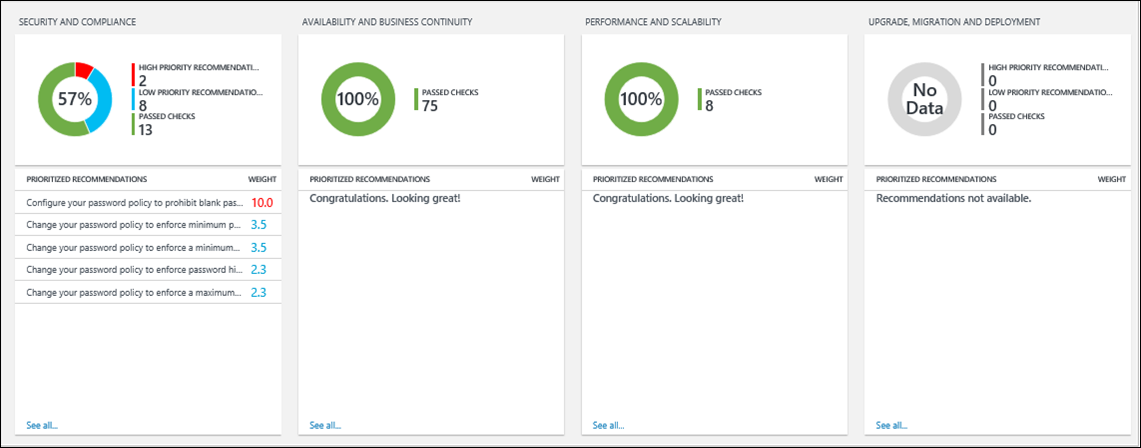 SECURITY AND COMPLIANCE
57%
HIGH PRIORITY RECOMMENDATI...
2
LOW PRIORITY RECOMMENDATIO...
8
PASSED CHECKS
13
PRIORITIZED RECOMMENDATIONS WEIGHT
Configure your password policy to prohibit blank pas... 10.0
Change your password policy to enforce minimum p... 3.5
Change your password policy to enforce a minimum... 3.5
Change your password policy to enforce password hi... 2.3
Change your password policy to enforce a maximum... 2.3
See all...
AVAILABILITY AND BUSINESS CONTINUITY
100%
PASSED CHECKS
75
PRIORITIZED RECOMMENDATIONS WEIGHT
Congratulations. Looking great!
See all...
PERFORMANCE AND SCALABILITY
100%
PASSED CHECKS
8
PRIORITIZED RECOMMENDATIONS WEIGHT
Congratulations. Looking great!
See all...
UPGRADE, MIGRATION AND DEPLOYMENT
No
Data
HIGH PRIORITY RECOMMENDATI...
0
LOW PRIORITY RECOMMENDATIO...
0
PASSED CHECKS
0
PRIORITIZED RECOMMENDATIONS WEIGHT
Recommendations not available.
See all...